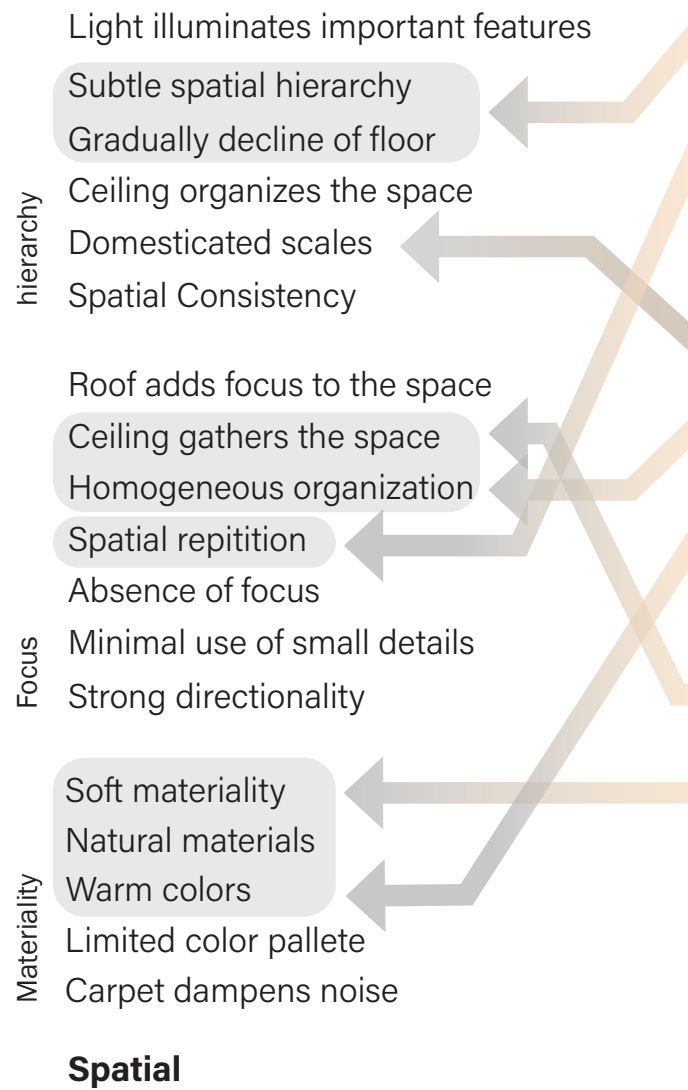 Light illuminates important features
Subtle spatial hierarchy
Gradually decline of floor
Ceiling organizes the space
Domesticated scales
Spatial Consistency
hierarchy
Roof adds focus to the space
Ceiling gathers the space
Homogeneous organization
Spatial repitition
Absence of focus
Minimal use of small details
Strong directionality
Focus
Soft materiality
Natural materials
Warm colors
Limited color pallete
Carpet dampens noise
Materiality
Spatial